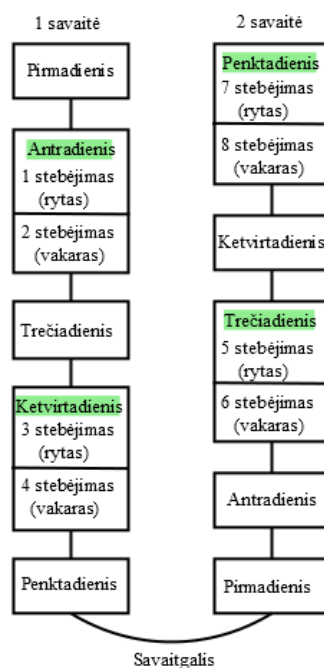 1 savaitė
Pirmadienis
Antradienis
1 stebėjimas
(rytas)
2 stebėjimas
(vakaras)
Trečiadienis
Ketvirtadienis
3 stebėjimas
(rytas)
4 stebėjimas
(vakaras)
Penktadienis
2 savaitė
Penktadienis
7 stebėjimas
(rytas)
8 stebėjimas
(vakaras)
Ketvirtadienis
Trečiadienis
5 stebėjimas
(rytas)
6 stebėjimas
(vakaras)
Antradienis
Pirmadienis
Savaitgalis